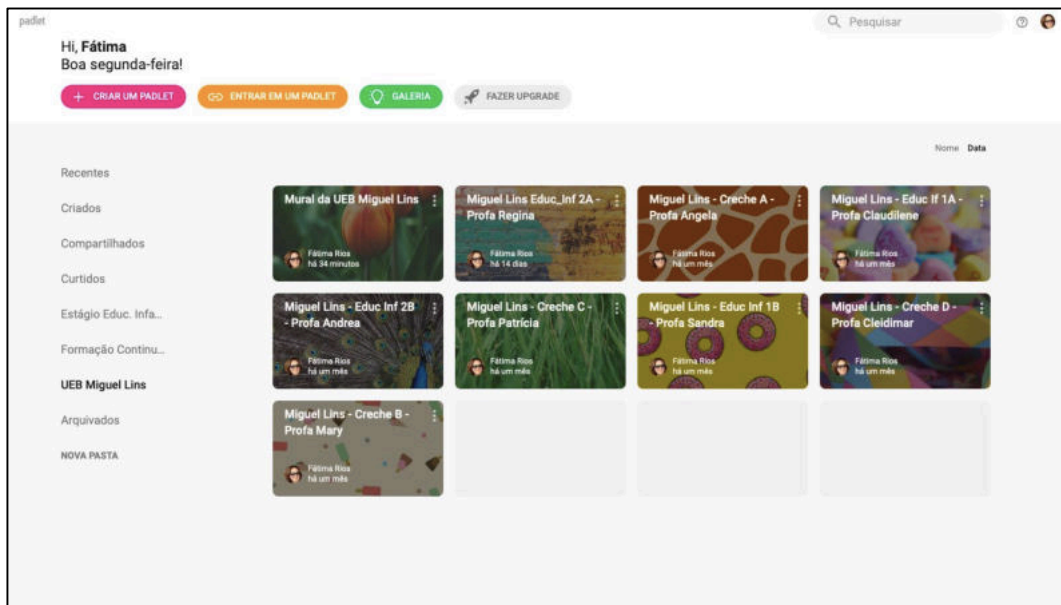 padlet
Pesquisar
Hi, Fátima
Boa segunda-feira!
CRIAR UM PADLET
ENTRAR EM UM PADLET
GALERIA
FAZER UPGRADE
Nome Data
Recentes
Criados
Compartilhados
Curtidos
Estágio Educ. Infa...
Formação Continu...
UEB Miguel Lins
Arquivados
NOVA PASTA
Mural da UEB Miguel Lins
Fátima Rios
há 34 minutos
Miguel Lins Educ_Inf 2A -
Profa Regina
Fátima Rios
há 14 dias
Miguel Lins - Creche A -
Profa Angela
Fátima Rios
há um mês
Miguel Lins - Educ If 1A -
Profa Claudilene
Fátima Rios
há um mês
Miguel Lins - Educ Inf 2B
- Profa Andrea
Fátima Rios
há um mês
Miguel Lins - Creche C -
Profa Patrícia
Fátima Rios
há um mês
Miguel Lins - Educ Inf 1B
- Profa Sandra
Fátima Rios
há um mês
Miguel Lins - Creche D -
Profa Cleidimar
Fátima Rios
há um mês
Miguel Lins - Creche B -
Profa Mary
Fátima Rios
há um mês